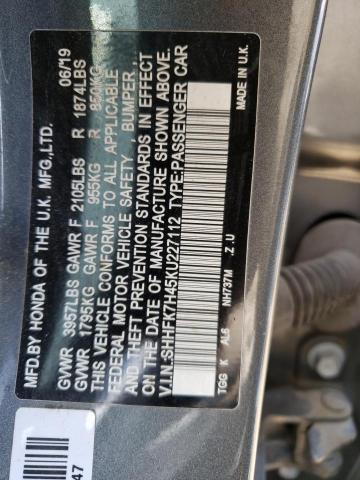 MFD.BY HONDA OF THE U.K. MFG.,LTD. 06/19
GVWR 3957LBS GAWR F 2105LBS R 1874LBS
GVWR 1795KG GAWR F 955KG R 850KG
THIS VEHICLE CONFORMS TO ALL APPLICABLE
FEDERAL MOTOR VEHICLE SAFETY , BUMPER ,
AND THEFT PREVENTION STANDARDS IN EFFECT
ON THE DATE OF MANUFACTURE SHOWN ABOVE.
V.I.N.:SHHFK7H45KU227112 TYPE:PASSENGER CAR
TGG K AL6 NH737M .Z .U
MADE IN U.K.
47